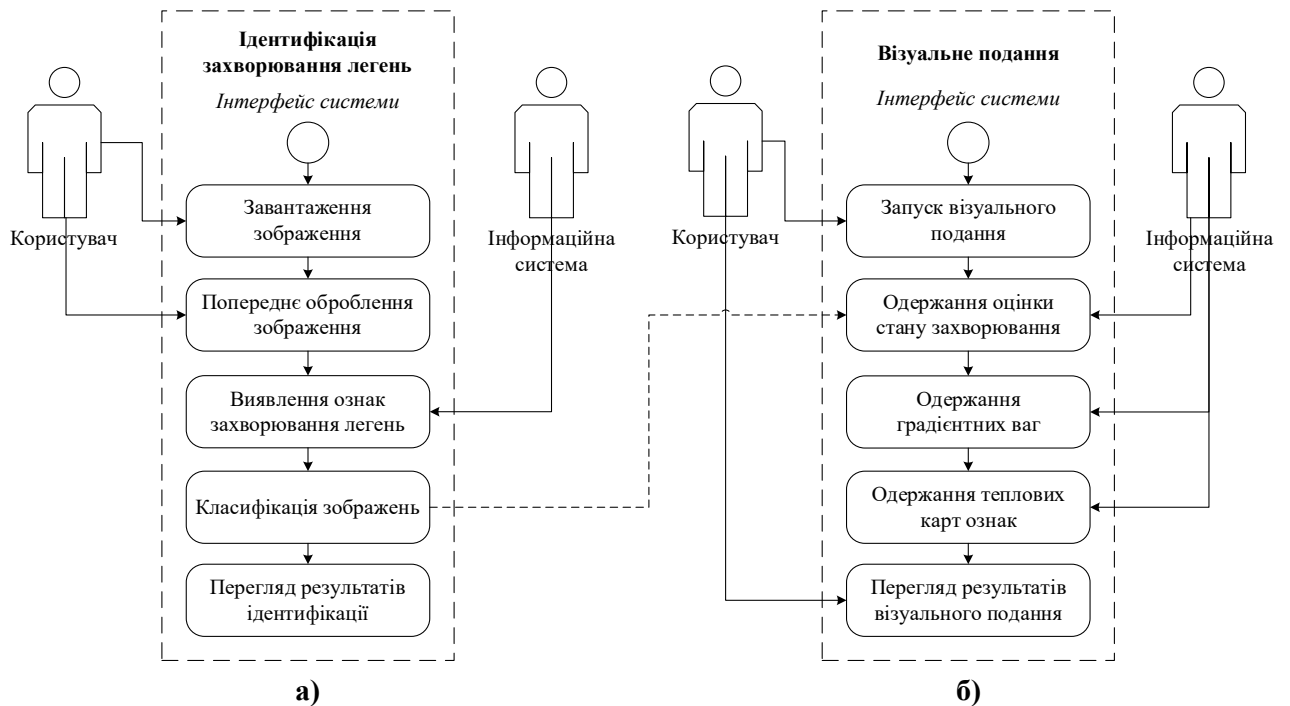 Ідентифікація
захворювання легень
Інтерфейс системи
Користувач
Інформаційна
система
Завантаження
зображення
Попереднє оброблення
зображення
Виявлення ознак
захворювання легень
Класифікація зображень
Перегляд результатів
ідентифікації
а)
Візуальне подання
Інтерфейс системи
Користувач
Інформаційна
система
Запуск візуального
подання
Одержання оцінки
стану захворювання
Одержання
градієнтних ваг
Одержання теплових
карт ознак
Перегляд результатів
візуального подання
б)